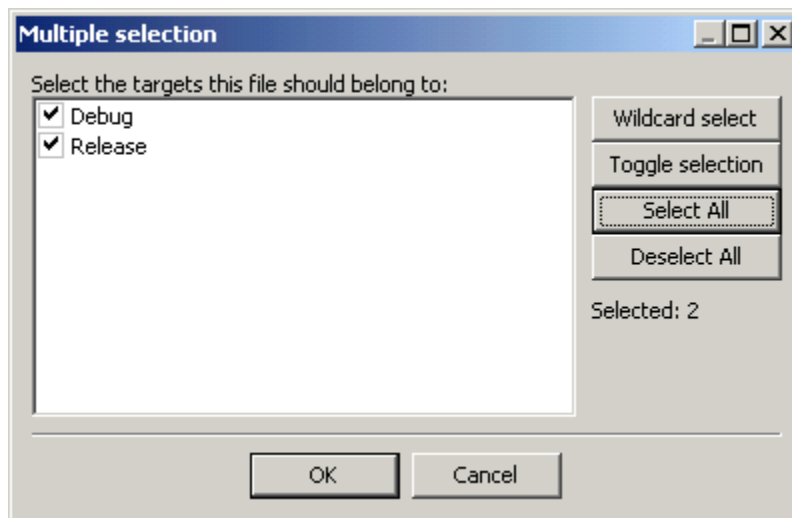 Multiple selection
Select the targets this file should belong to:
Debug
Release
Wildcard select
Toggle selection
Select All
Deselect All
Selected: 2
OK
Cancel